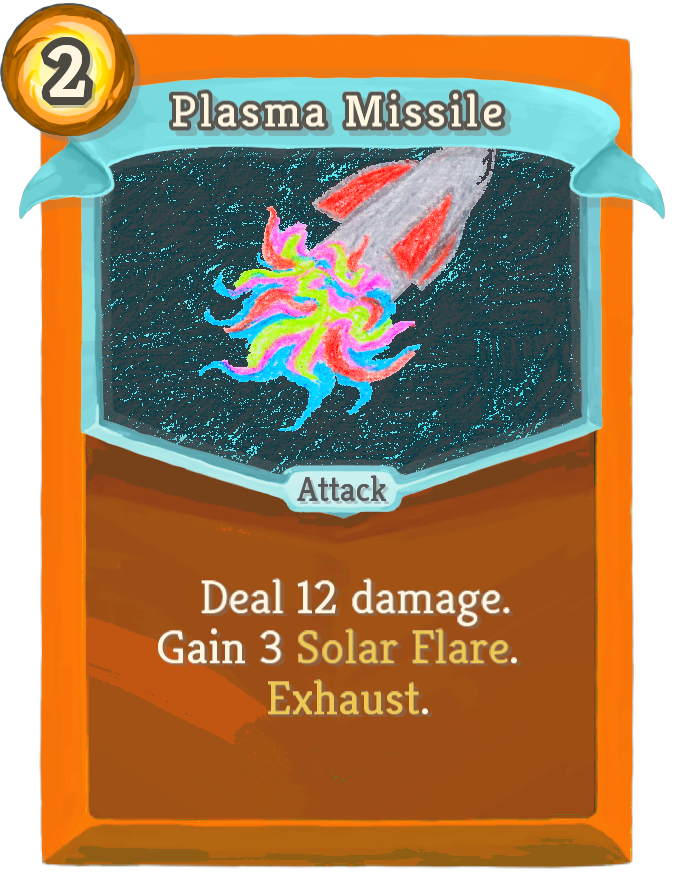 2
Plasma Missile
Attack
Deal 12 damage.
Gain 3 Solar Flare.
Exhaust.